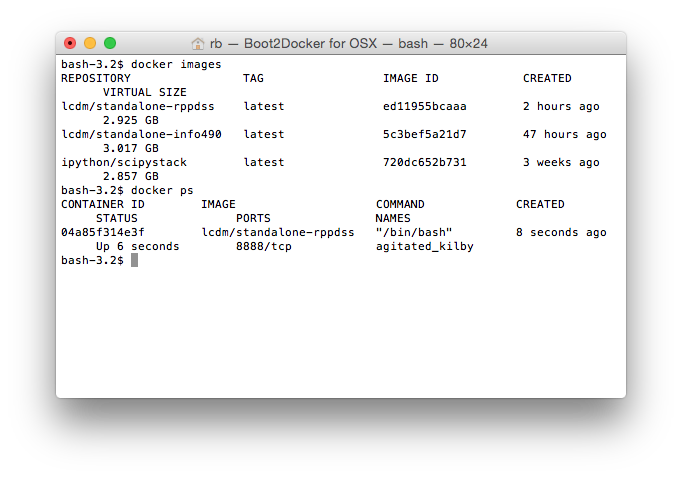 rb — Boot2Docker for OSX — bash — 80×24
bash-3.2$ docker images
REPOSITORY TAG IMAGE ID CREATED
VIRTUAL SIZE
lcdm/standalone-rppdss latest ed11955bcaaa 2 hours ago
2.925 GB
lcdm/standalone-info490 latest 5c3bef5a21d7 47 hours ago
3.017 GB
ipython/scipystack latest 720dc652b731 3 weeks ago
2.857 GB
bash-3.2$ docker ps
CONTAINER ID IMAGE COMMAND CREATED
STATUS PORTS NAMES
04a85f314e3f lcdm/standalone-rppdss "/bin/bash" 8 seconds ago
Up 6 seconds 8888/tcp agitated_kilby
bash-3.2$